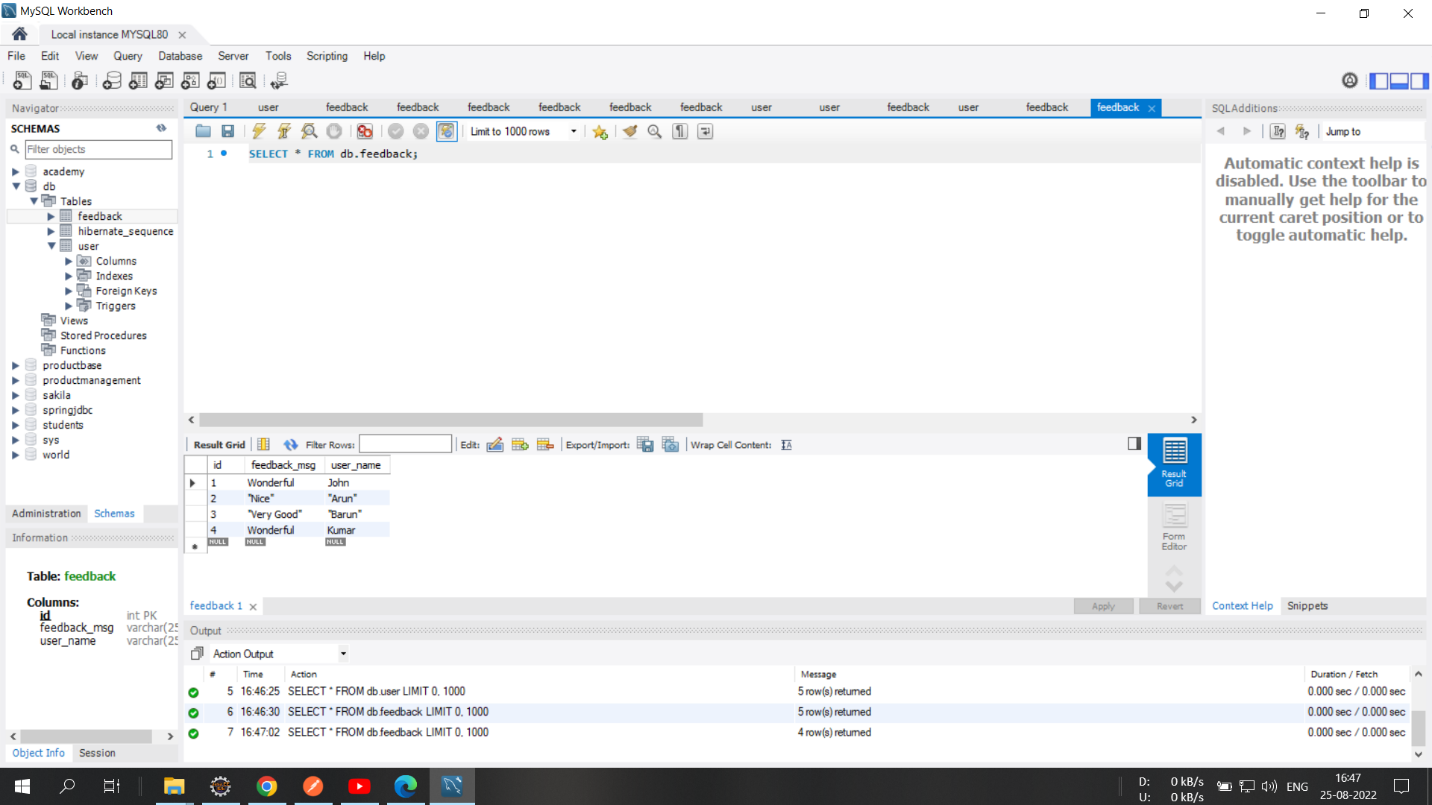 MySQL Workbench
Local instance MYSQL80
File Edit View Query Database Server Tools Scripting Help
Navigator
SCHEMAS
Filter objects
academy
db
Tables
feedback
hibernate_sequence
user
Columns
Indexes
Foreign Keys
Triggers
Views
Stored Procedures
Functions
productbase
productmanagement
sakila
springjdbc
students
sys
world
Administration Schemas
Information
Table: feedback
Columns:
id int PK
feedback_msg varchar(25
user_name varchar(25
Object Info Session
Query 1 user feedback feedback feedback feedback feedback feedback user user feedback user feedback feedback
Limit to 1000 rows
1 SELECT * FROM db.feedback;
Result Grid Filter Rows: Edit: Export/Import: Wrap Cell Content:
id feedback_msg user_name
1 Wonderful John
2 "Nice" "Arun"
3 "Very Good" "Barun"
4 Wonderful Kumar
NULL NULL NULL
Result
Grid
Form
Editor
feedback 1
Apply Revert
SQLAdditions
Jump to
Automatic context help is
disabled. Use the toolbar to
manually get help for the
current caret position or to
toggle automatic help.
Context Help Snippets
Output
Action Output
# Time Action Message Duration / Fetch
5 16:46:25 SELECT * FROM db.user LIMIT 0, 1000 5 row(s) returned 0.000 sec / 0.000 sec
6 16:46:30 SELECT * FROM db.feedback LIMIT 0, 1000 5 row(s) returned 0.000 sec / 0.000 sec
7 16:47:02 SELECT * FROM db.feedback LIMIT 0, 1000 4 row(s) returned 0.000 sec / 0.000 sec
D: 0 kB/s
U: 0 kB/s
ENG
16:47
25-08-2022